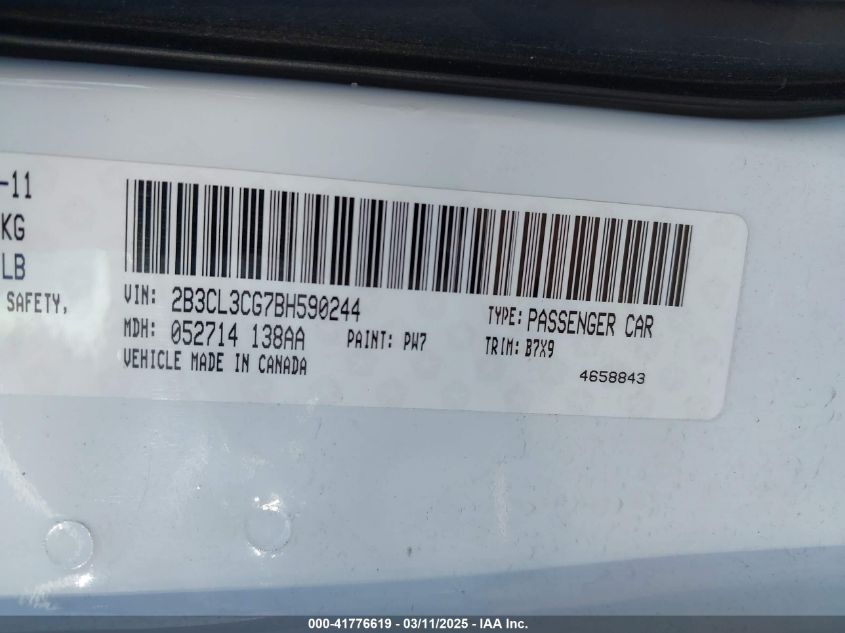 -11
KG
LB
SAFETY,
VIN: 2B3CL3CG7BH590244
TYPE: PASSENGER CAR
MDH: 052714 138AA
PAINT: PW7
TRIM: B7X9
VEHICLE MADE IN CANADA
4658843
000-41776619 - 03/11/2025 - IAA Inc.